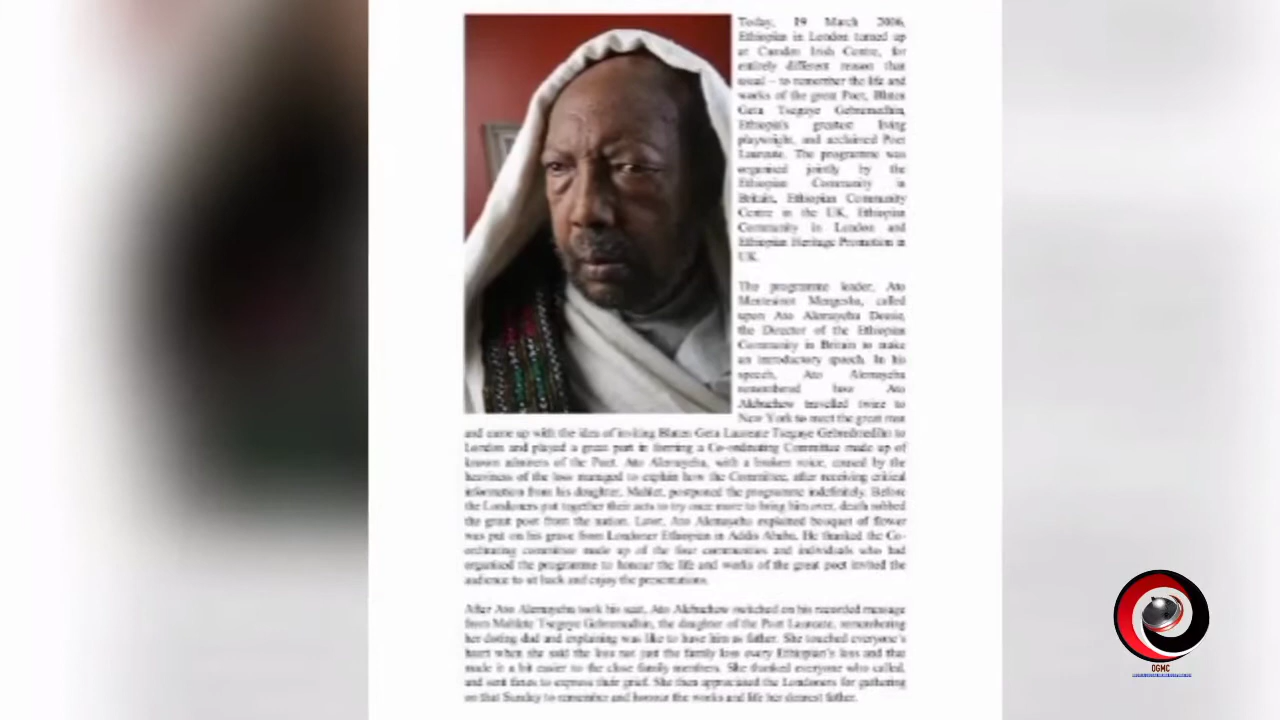 Today, 19 March 2006,
Ethiopian in London turned up
at Camden Irish Centre, for
entirely different reason that
usual – to remember the life and
works of the great Poet, Blaten
Geta Tsegaye Gebremedhin,
Ethiopia's greatest living
playwright, and acclaimed Poet
Laureate. The programme was
organised jointly by the
Ethiopian Community in
Britain, Ethiopian Community
Centre in the UK, Ethiopian
Community in London and
Ethiopian Heritage Promotion in
UK.
The programme leader, Ato
Mengesha, called
upon Ato Alemayehu
the Director of the Ethiopian
Community in Britain to make
an introductory speech. In his
speech, Ato Alemayehu
remembered how Ato
travelled twice to
New York to meet the great man
and came up with the idea of inviting Blaten Geta Laureate Tsegaye to
London and played a great part in forming a Co-ordinating Committee made up of
known admirers of the Poet. Ato Alemayehu, with a broken voice, caused by the
heaviness of the loss managed to explain how the Committee, after receiving critical
information from his daughter, Mahlet, postponed the programme indefinitely. Before
the Londoners put together their acts to try once more to bring him over, death robbed
the great poet from the nation. Later, Ato Alemayehu explained bouquet of flower
was put on his grave from Londoner Ethiopian in Addis Ababa. He thanked the Co-
ordinating committee made up of the four communities and individuals who had
organised the programme to honour the life and works of the great poet invited the
audience to sit back and enjoy the presentations.
After Ato Alemayehu took his seat, Ato switched on his recorded message
from Tsegaye Gebremedhin, the daughter of the Poet Laureate, remembering
her doting dad and explaining was like to have him as father. She touched everyone's
heart when she said the loss not just the family loss every Ethiopian's loss and that
made it a bit easier to the close family members. She thanked everyone who called,
and sent faxes to express their grief. She then appreciated the Londoners for gathering
on that Sunday to remember and honour the works and life her dearest father.
OGMC